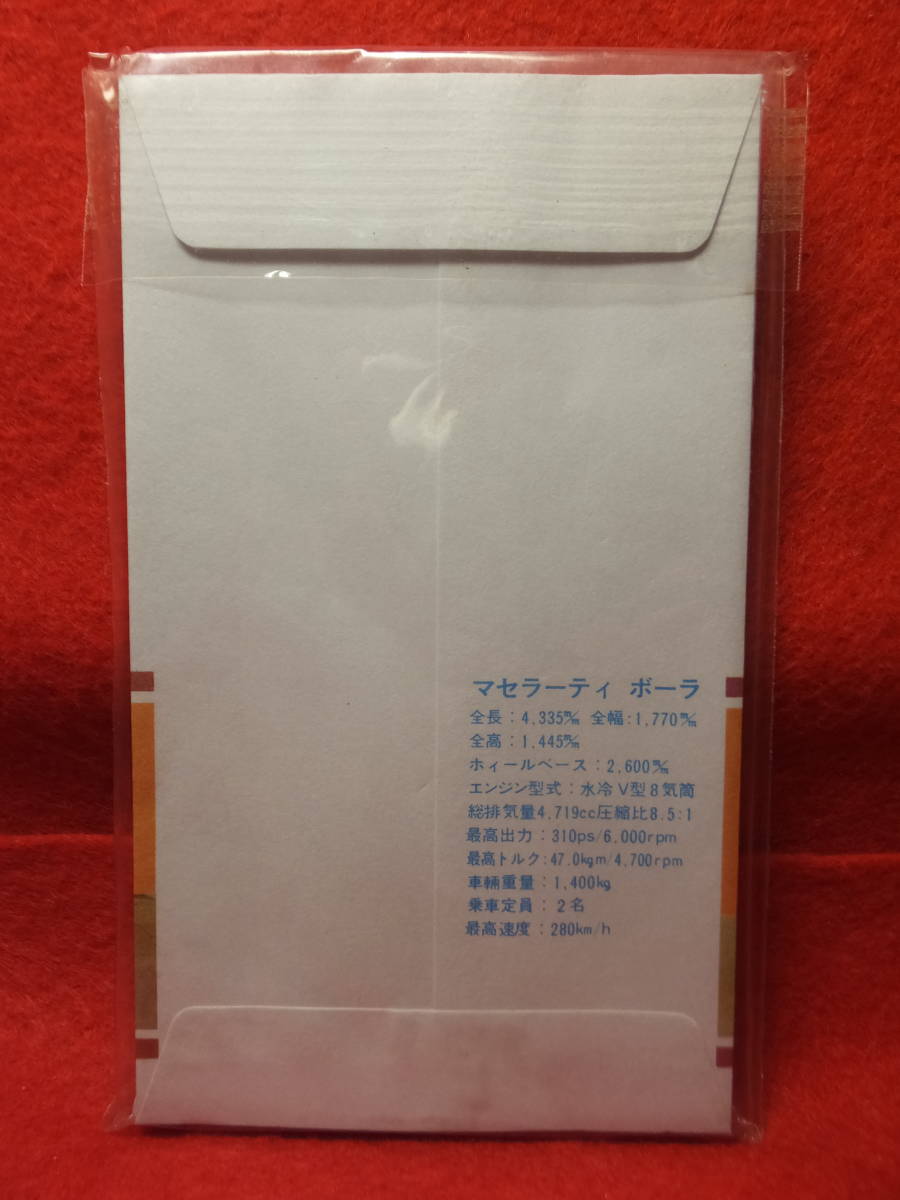 マセラーティ ボーラ
全長：4,335㎜ 全幅：1,770㎜
全高：1,445㎜
ホィールベース：2,600㎜
エンジン型式：水冷V型8気筒
総排気量4,719cc圧縮比8.5:1
最高出力：310ps/6,000rpm
最高トルク：47.0kgm/4,700rpm
車輛重量：1,400kg
乗車定員：2名
最高速度：280km/h